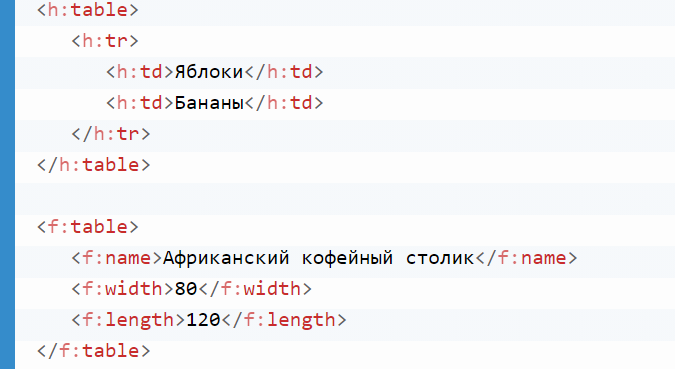 <h:table>
<h:tr>
<h:td>Яблоки</h:td>
<h:td>Бананы</h:td>
</h:tr>
</h:table>
<f:table>
<f:name>Африканский кофейный столик</f:name>
<f:width>80</f:width>
<f:length>120</f:length>
</f:table>